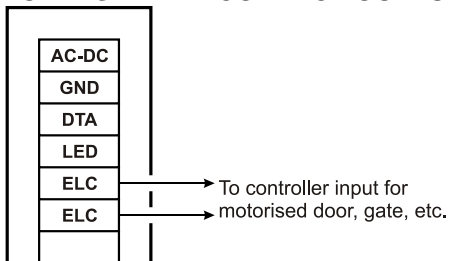 AC-DC
GND
DTA
LED
ELC
ELC
To controller input for
motorised door, gate, etc.